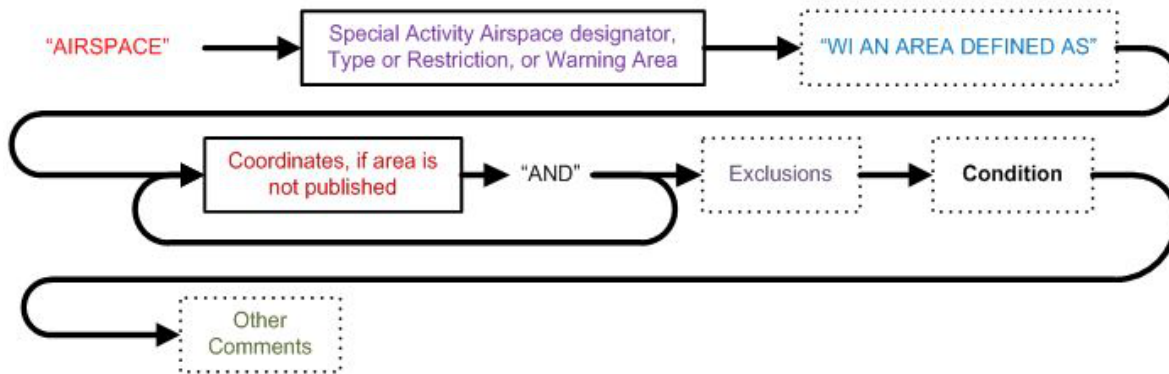 “AIRSPACE”
Special Activity Airspace designator,
Type or Restriction, or Warning Area
“WI AN AREA DEFINED AS”
Coordinates, if area is
not published
“AND”
Exclusions
Condition
Other
Comments